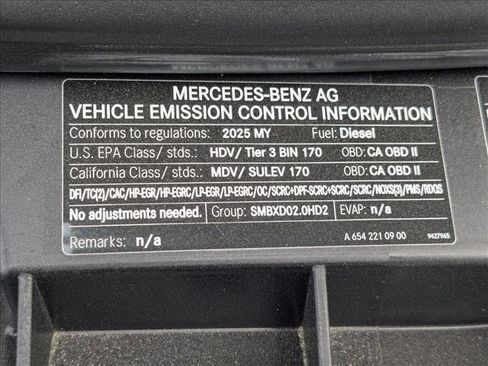 MERCEDES-BENZ AG
VEHICLE EMISSION CONTROL INFORMATION
Conforms to regulations: 2025 MY Fuel: Diesel
U.S. EPA Class/ stds.: HDV/ Tier 3 BIN 170 OBD: CA OBD II
California Class/ stds.: MDV/ SULEV 170 OBD: CA OBD II
DFI/TC(2)/CAC/HP-EGR/HP-EGRC/LP-EGR/LP-EGRC/OC/SCRC+DPF-SCRC+SCRC/SCRC/NOXS(3)/PMS/RDQS
No adjustments needed. Group: SMBXD02.0HD2 EVAP: n/a
Remarks: n/a A 654 221 09 00 9427965